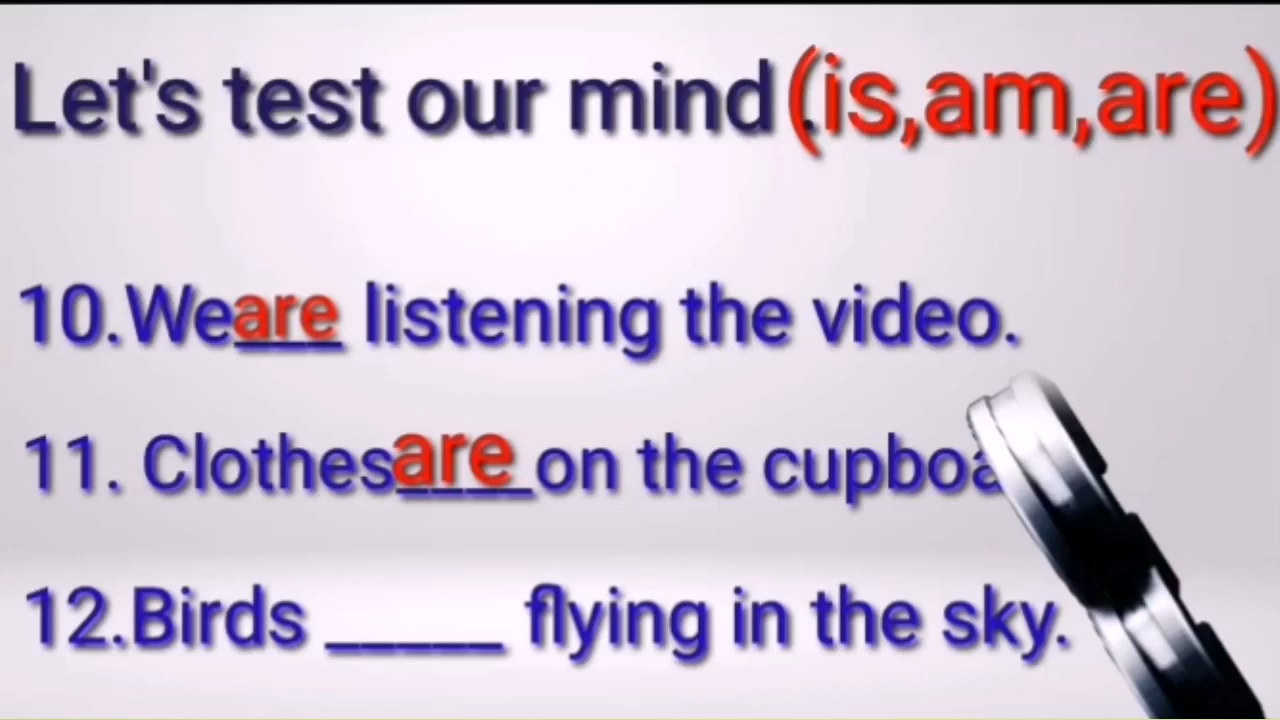 Let's test our mind.(is,am,are)
10.We are listening the video.
11. Clothes are on the
12.Birds _____ flying in the sky.